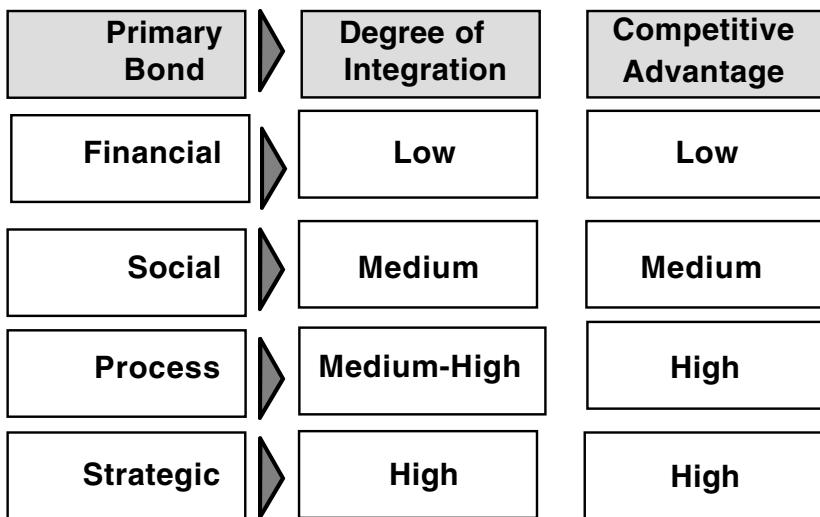 Primary
Bond
Degree of
Integration
Competitive
Advantage
Financial
Low
Low
Social
Medium
Medium
Process
Medium-High
High
Strategic
High
High